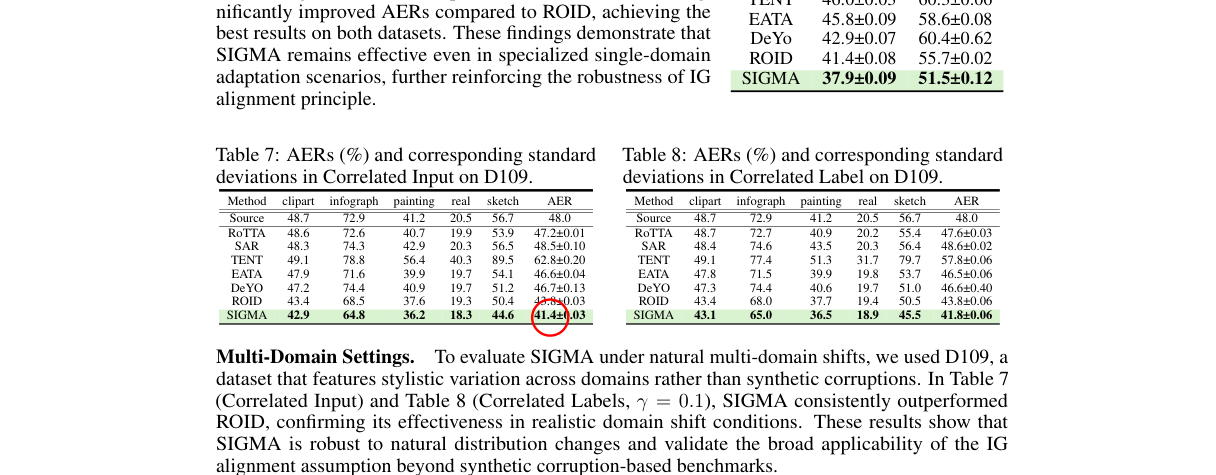 nificantly improved AERs compared to ROID, achieving the
best results on both datasets. These findings demonstrate that
SIGMA remains effective even in specialized single-domain
adaptation scenarios, further reinforcing the robustness of IG
alignment principle.
EATA 45.8±0.09 58.6±0.08
DeYo 42.9±0.07 60.4±0.62
ROID 41.4±0.08 55.7±0.02
SIGMA 37.9±0.09 51.5±0.12
Table 7: AERs (%) and corresponding standard
deviations in Correlated Input on D109.
Method clipart infograph painting real sketch AER
Source 48.7 72.9 41.2 20.5 56.7 48.0
RoTTA 48.6 72.6 40.7 19.9 53.9 47.2±0.01
SAR 48.3 74.3 42.9 20.3 56.5 48.5±0.10
TENT 49.1 78.8 56.4 40.3 89.5 62.8±0.20
EATA 47.9 71.6 39.9 19.7 54.1 46.6±0.04
DeYO 47.2 74.4 40.9 19.7 51.2 46.7±0.13
ROID 43.4 68.5 37.6 19.3 50.4 43.8±0.03
SIGMA 42.9 64.8 36.2 18.3 44.6 41.4±0.03
Table 8: AERs (%) and corresponding standard
deviations in Correlated Label on D109.
Method clipart infograph painting real sketch AER
Source 48.7 72.9 41.2 20.5 56.7 48.0
RoTTA 48.7 72.7 40.9 20.2 55.4 47.6±0.03
SAR 48.4 74.6 43.5 20.3 56.4 48.6±0.02
TENT 49.1 77.4 51.3 31.7 79.7 57.8±0.06
EATA 47.8 71.5 39.9 19.8 53.7 46.5±0.06
DeYO 47.3 74.4 40.6 19.7 51.0 46.6±0.40
ROID 43.4 68.0 37.7 19.4 50.5 43.8±0.06
SIGMA 43.1 65.0 36.5 18.9 45.5 41.8±0.06
Multi-Domain Settings. To evaluate SIGMA under natural multi-domain shifts, we used D109, a
dataset that features stylistic variation across domains rather than synthetic corruptions. In Table 7
(Correlated Input) and Table 8 (Correlated Labels, γ = 0.1), SIGMA consistently outperformed
ROID, confirming its effectiveness in realistic domain shift conditions. These results show that
SIGMA is robust to natural distribution changes and validate the broad applicability of the IG
alignment assumption beyond synthetic corruption-based benchmarks.